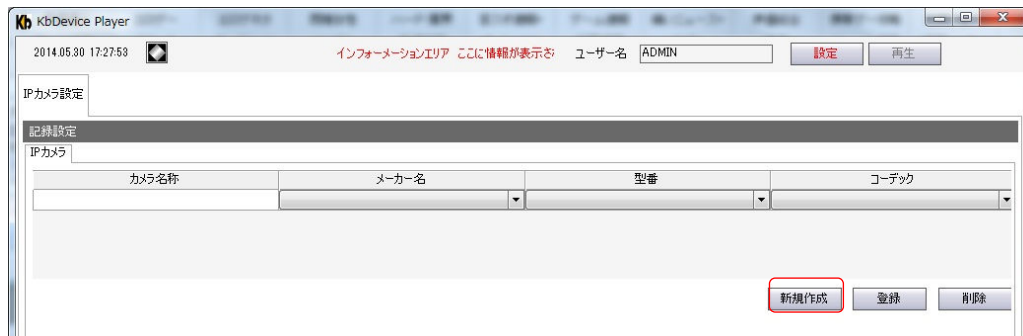 Kb KbDevice Player
2014.05.30 17:27:53 インフォーメーションエリア ここに情報が表示さ ユーザー名 ADMIN 設定 再生
IPカメラ設定
記録設定
IPカメラ
カメラ名称 メーカー名 型番 コーデック
新規作成 登録 削除